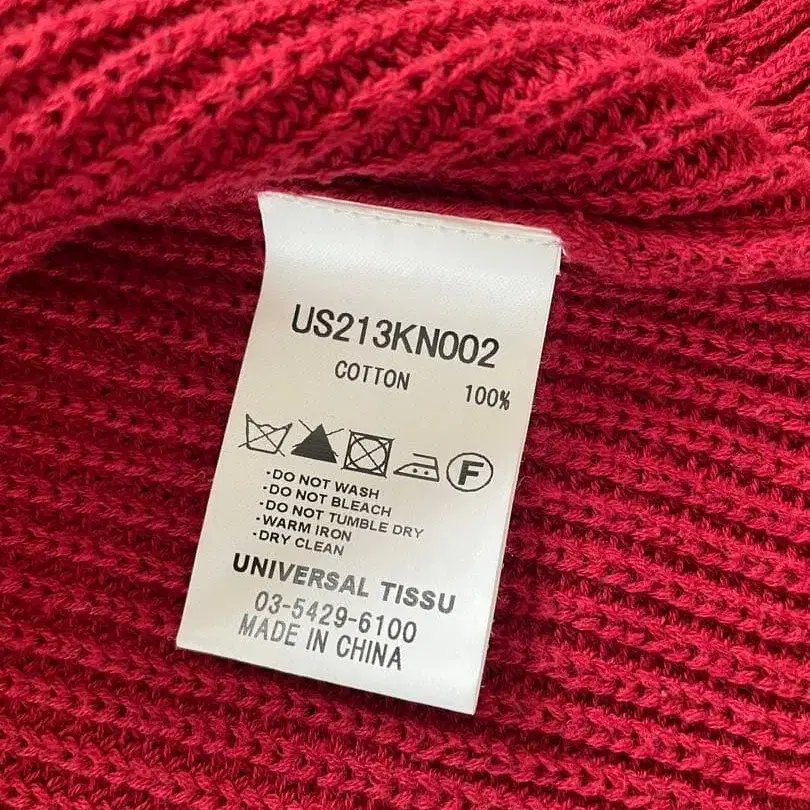 US213KN002
COTTON 100%
F
-DO NOT WASH
-DO NOT BLEACH
-DO NOT TUMBLE DRY
-WARM IRON
-DRY CLEAN
UNIVERSAL TISSU
03-5429-6100
MADE IN CHINA